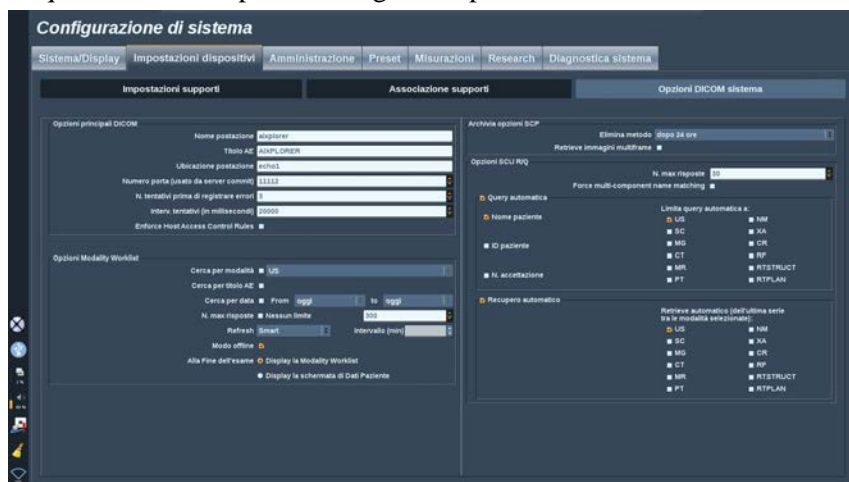 Configurazione di sistema
Sistema/Display Impostazioni dispositivi Amministrazione Preset Misurazioni Research Diagnostica sistema
Impostazioni supporti Associazione supporti Opzioni DICOM sistema
Opzioni principali DICOM
Nome postazione aixplorer
Titolo AE AIXPLORER
Ubicazione postazione echo1
Numero porta (usato da server commit) 11112
N. tentativi prima di registrare errori 3
Interv. tentativi (in millisecondi) 20000
Enforce Host Access Control Rules
Opzioni Modality Worklist
Cerca per modalità US
Cerca per titolo AE
Cerca per data From oggi to oggi
N. max risposte Nessun limite 300
Refresh Smart Intervallo (min)
Modo offline
Alla Fine dell'esame Display la Modality Worklist
Display la schermata di Dati Paziente
Archivia opzioni SCP
Elimina metodo dopo 24 ore
Retrieve immagini multiframe
Opzioni SCU R/Q
N. max risposte 30
Force multi-component name matching
Query automatica
Limita query automatica a:
Nome paziente US NM
SC XA
ID paziente MG CR
CT RF
N. accettazione MR RTSTRUCT
PT RTPLAN
Recupero automatico
Retrieve automatico (dell'ultima serie
tra le modalità selezionate):
US NM
SC XA
MG CR
CT RF
MR RTSTRUCT
PT RTPLAN